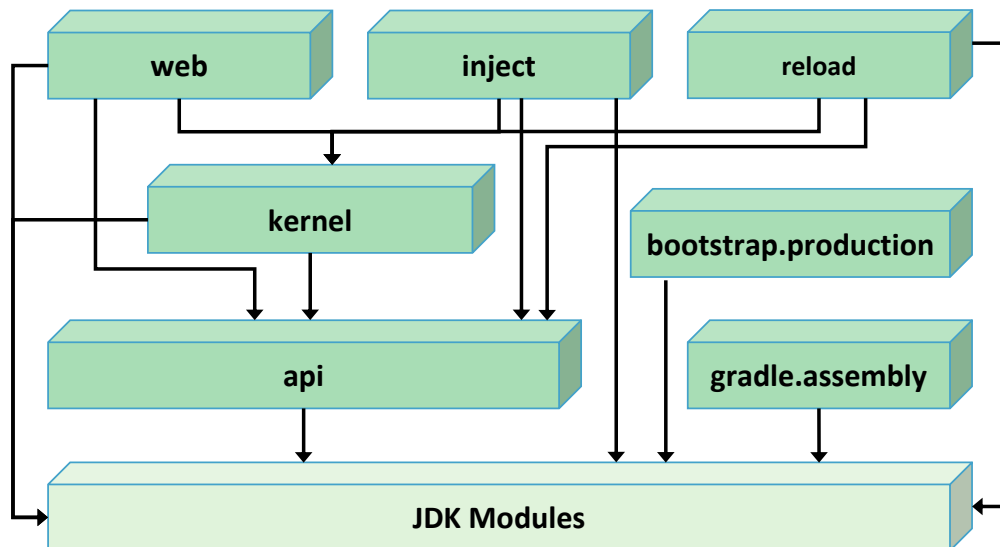 web
inject
reload
kernel
bootstrap.production
api
gradle.assembly
JDK Modules